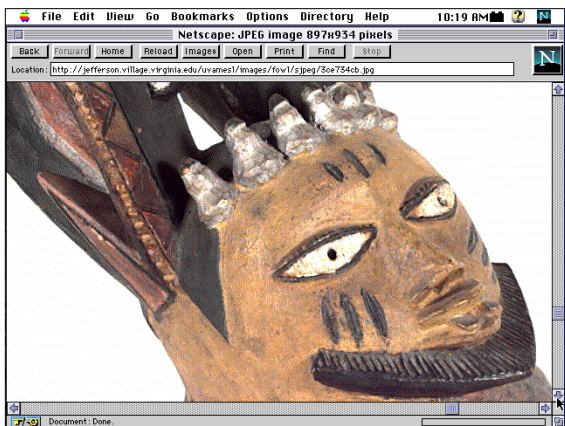 File Edit View Go Bookmarks Options Directory Help 10:19 AM
Netscape: JPEG image 897x934 pixels
Back Forward Home Reload Images Open Print Find Stop
N
Location: http://jefferson.village.virginia.edu/uvames1/images/fowl/sjpeg/3ce734cb.jpg
Document: Done.